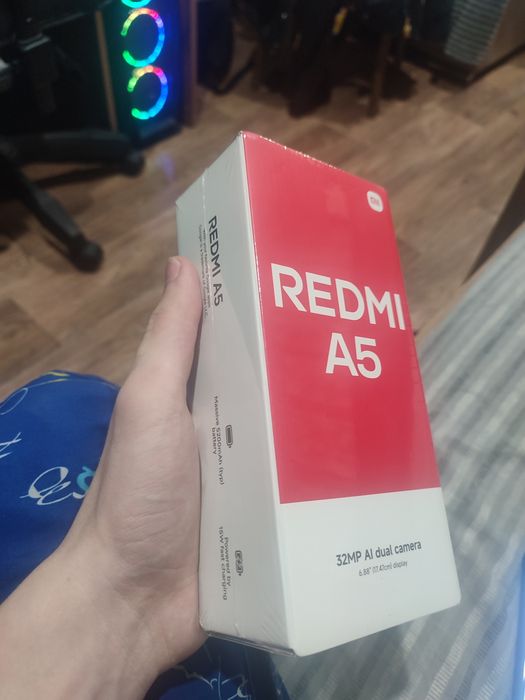 REDMI
A5
32MP AI dual camera
6.88" (17.47cm) display
REDMI A5
Massive 5200mAh (typ)
battery
Powered by
15W fast charging